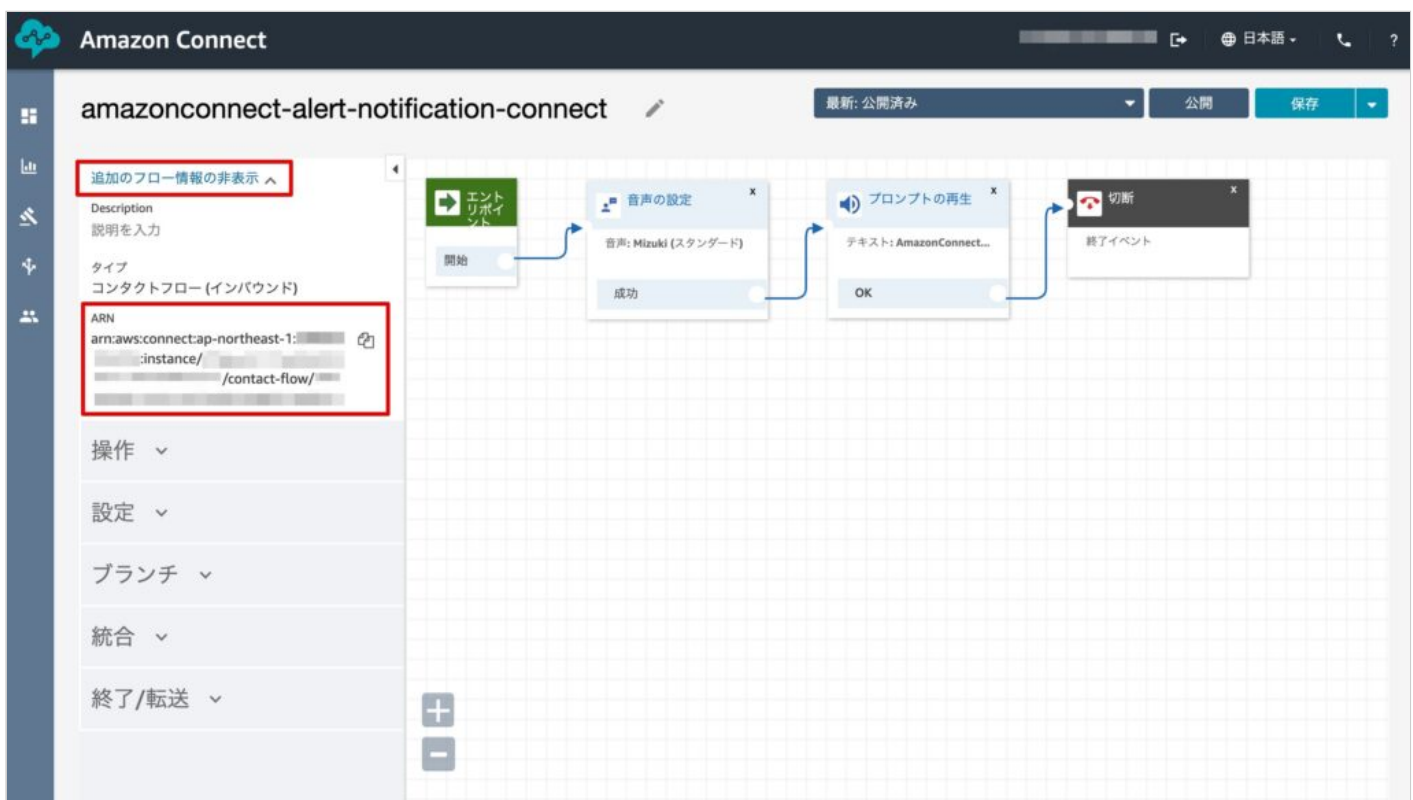 Amazon Connect
日本語
?
amazonconnect-alert-notification-connect
最新: 公開済み
公開
保存
追加のフロー情報の非表示
Description
説明を入力
タイプ
コンタクトフロー (インバウンド)
ARN
arn:aws:connect:ap-northeast-1:
:instance/
/contact-flow/
操作
設定
ブランチ
統合
終了/転送
エント
リポイ
ント
開始
音声の設定
x
音声: Mizuki (スタンダード)
成功
プロンプトの再生
x
テキスト: AmazonConnect...
OK
切断
x
終了イベント